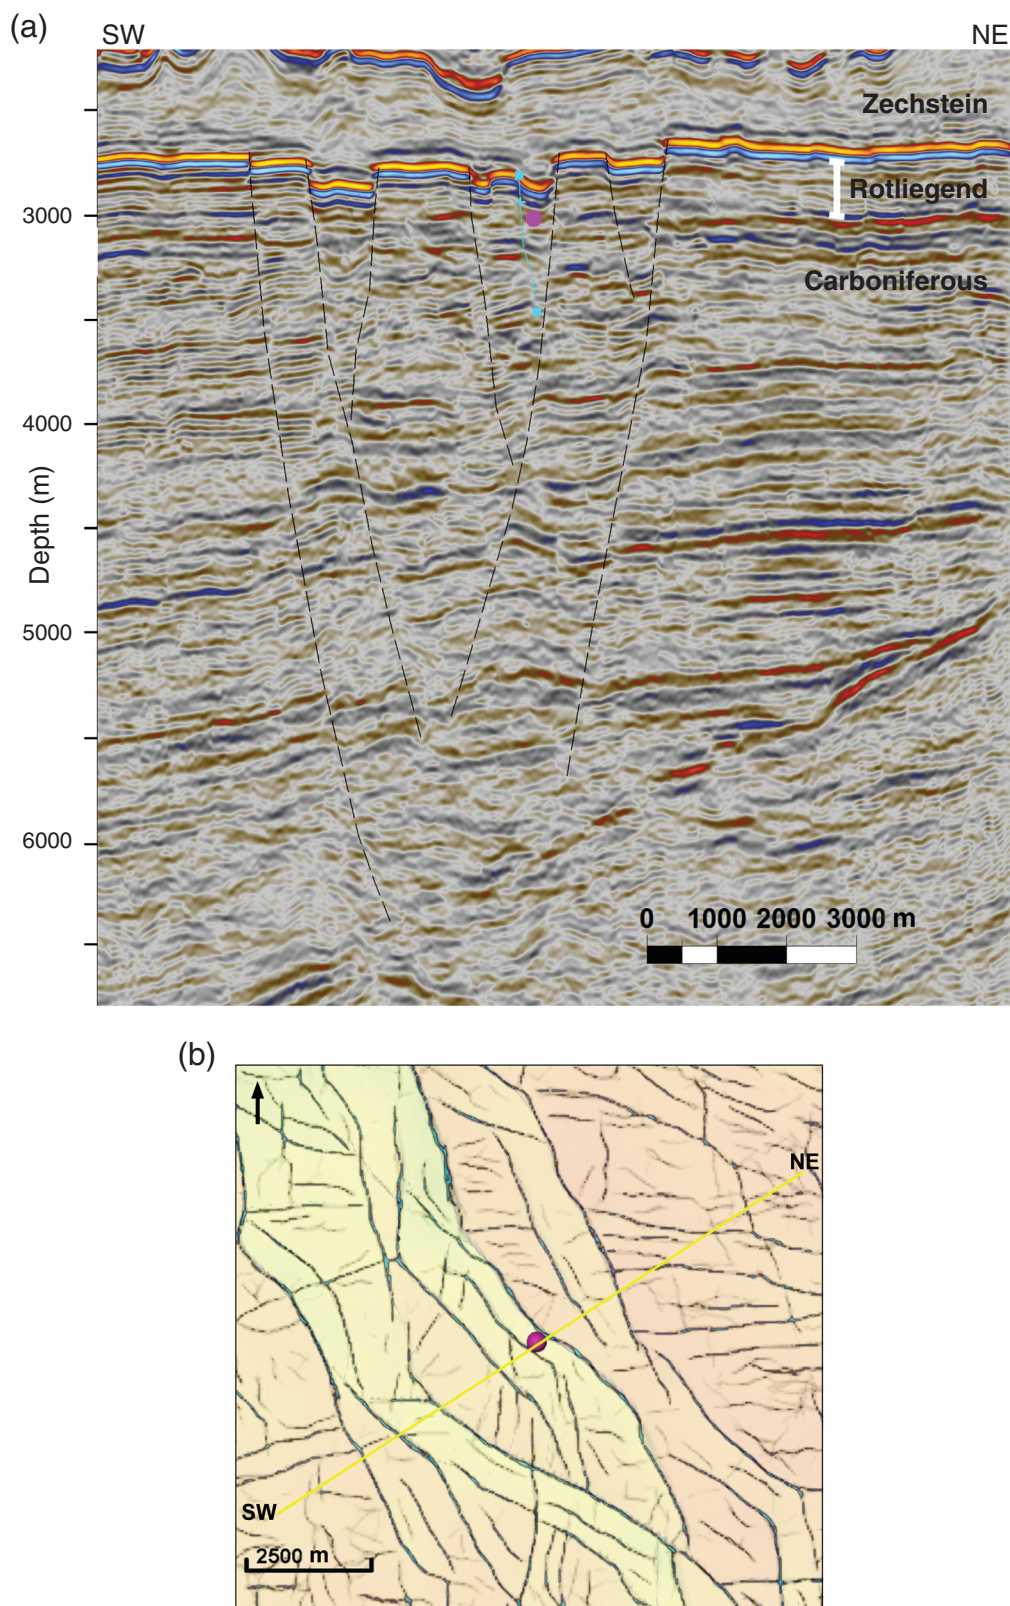 (a)
SW
NE
Zechstein
Rotliegend
3000
Carboniferous
4000
Depth (m)
5000
6000
0 1000 2000 3000 m
(b)
NE
SW
2500 m